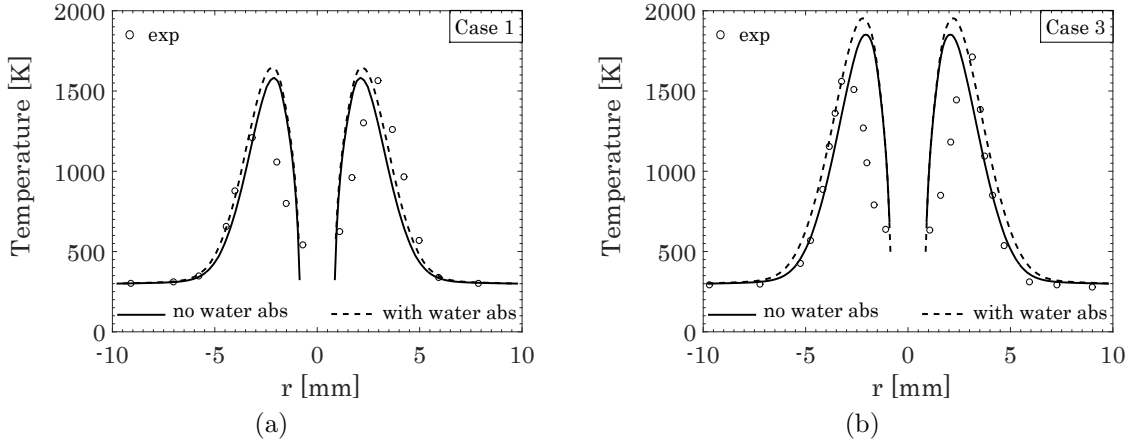 2000
1500
1000
500
0
Temperature [K]
exp
Case 1
no water abs
with water abs
-10 -5 0 5 10
r [mm]
(a)
2000
1500
1000
500
0
Temperature [K]
exp
Case 3
no water abs
with water abs
-10 -5 0 5 10
r [mm]
(b)